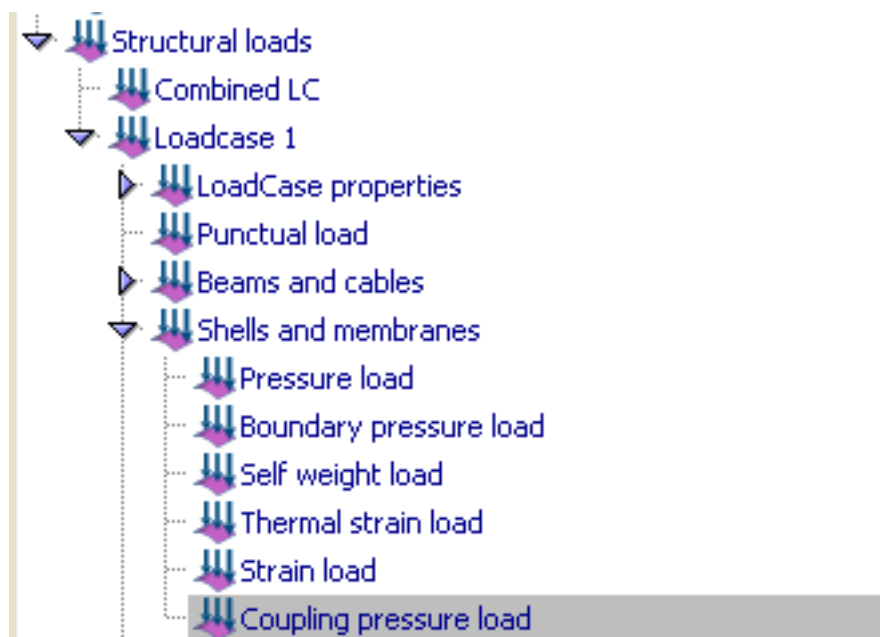 Structural loads
Combined LC
Loadcase 1
LoadCase properties
Punctual load
Beams and cables
Shells and membranes
Pressure load
Boundary pressure load
Self weight load
Thermal strain load
Strain load
Coupling pressure load